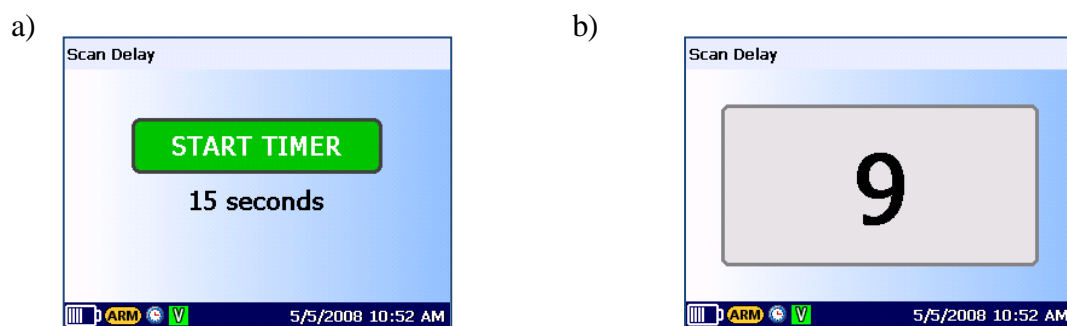 a)
Scan Delay
START TIMER
15 seconds
ARM V 5/5/2008 10:52 AM
b)
Scan Delay
9
ARM V 5/5/2008 10:52 AM